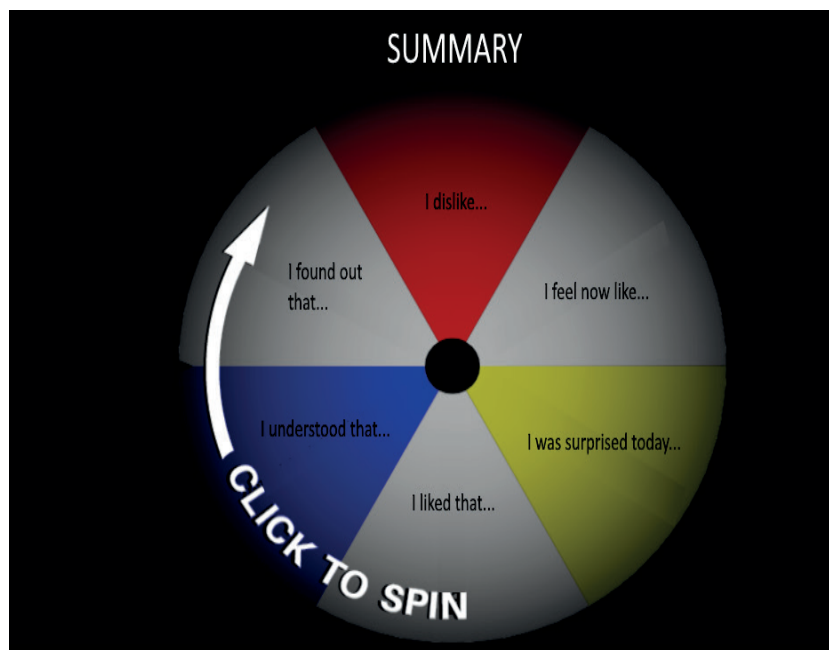 SUMMARY
I dislike...
I found out
that...
I feel now like...
I understood that...
I was surprised today...
I liked that...
CLICK TO SPIN